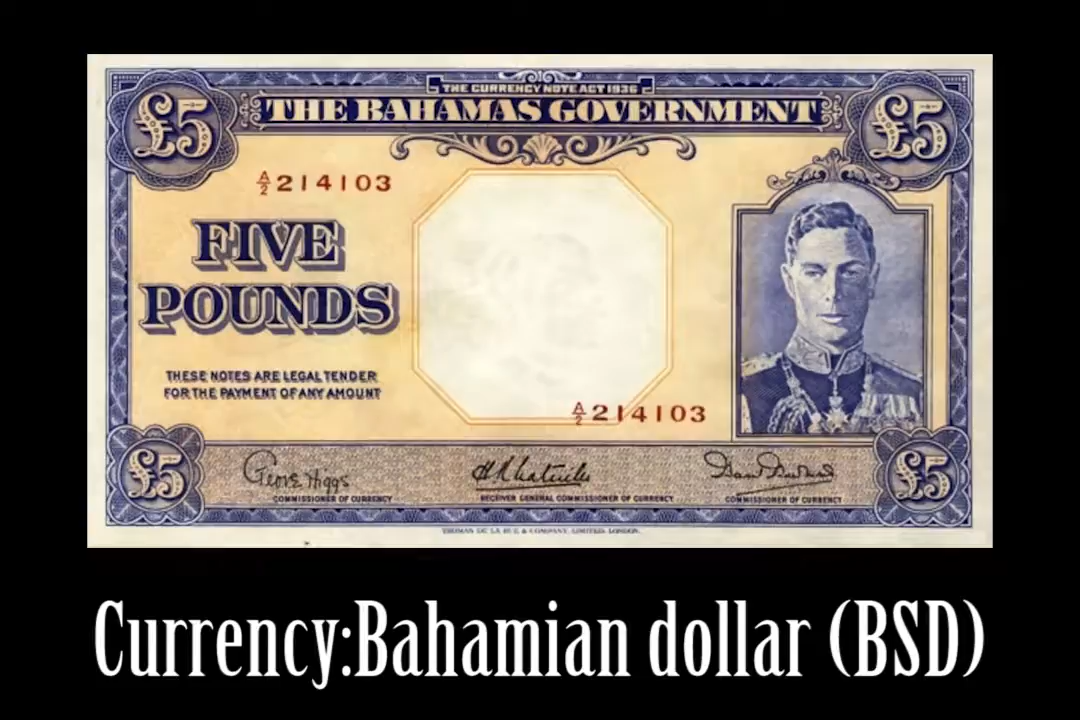 THE CURRENCY NOTE ACT 1936
THE BAHAMAS GOVERNMENT
£5 £5
A/2 214103
FIVE
POUNDS
THESE NOTES ARE LEGAL TENDER
FOR THE PAYMENT OF ANY AMOUNT
A/2 214103
£5 £5
George Higgs
COMMISSIONER OF CURRENCY RECEIVER GENERAL COMMISSIONER OF CURRENCY COMMISSIONER OF CURRENCY
THOMAS DE LA RUE & COMPANY, LIMITED. LONDON.
Currency:Bahamian dollar (BSD)